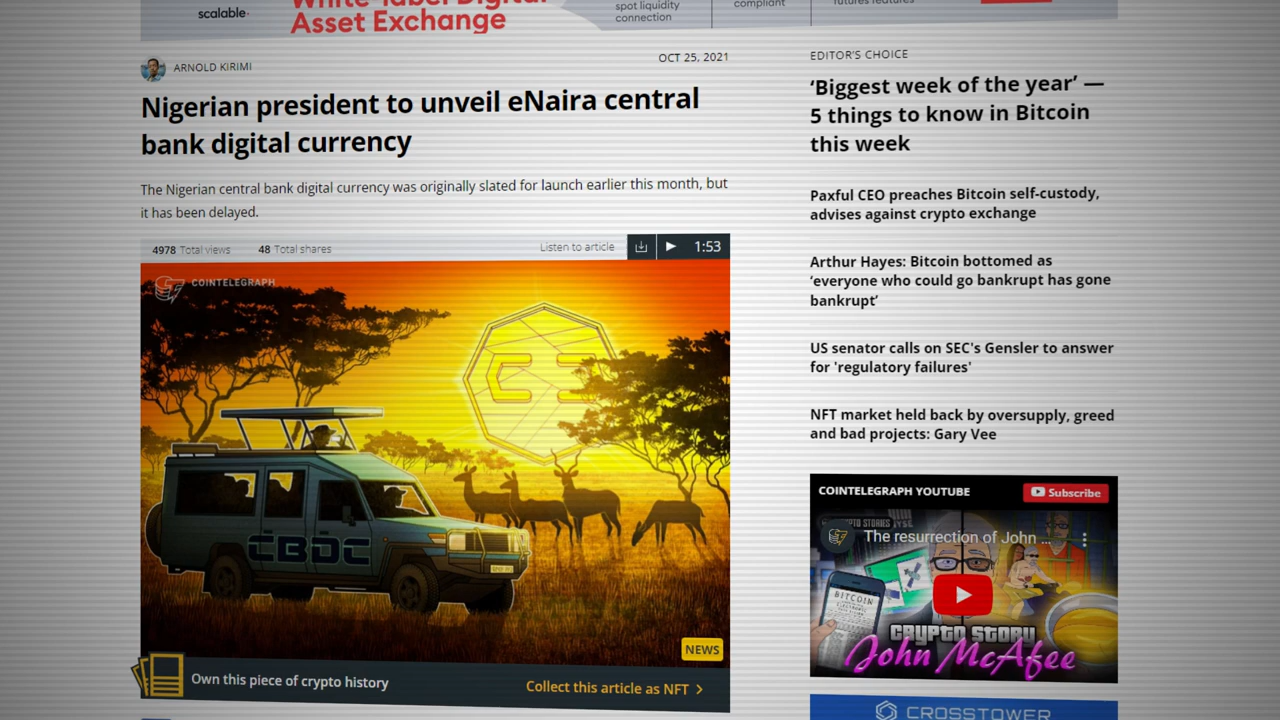 scalable
White-label Digital
Asset Exchange
spot liquidity
connection
compliant
futures features
ARNOLD KIRIMI
OCT 25, 2021
Nigerian president to unveil eNaira central
bank digital currency
The Nigerian central bank digital currency was originally slated for launch earlier this month, but
it has been delayed.
4978 Total views
48 Total shares
Listen to article
1:53
COINTELEGRAPH
CBDC
NEWS
Own this piece of crypto history
Collect this article as NFT
EDITOR'S CHOICE
‘Biggest week of the year’ —
5 things to know in Bitcoin
this week
Paxful CEO preaches Bitcoin self-custody,
advises against crypto exchange
Arthur Hayes: Bitcoin bottomed as
‘everyone who could go bankrupt has gone
bankrupt’
US senator calls on SEC's Gensler to answer
for 'regulatory failures'
NFT market held back by oversupply, greed
and bad projects: Gary Vee
COINTELEGRAPH YOUTUBE
Subscribe
The resurrection of John ...
BITCOIN
CRYPTO STORY
John McAfee
CROSSTOWER